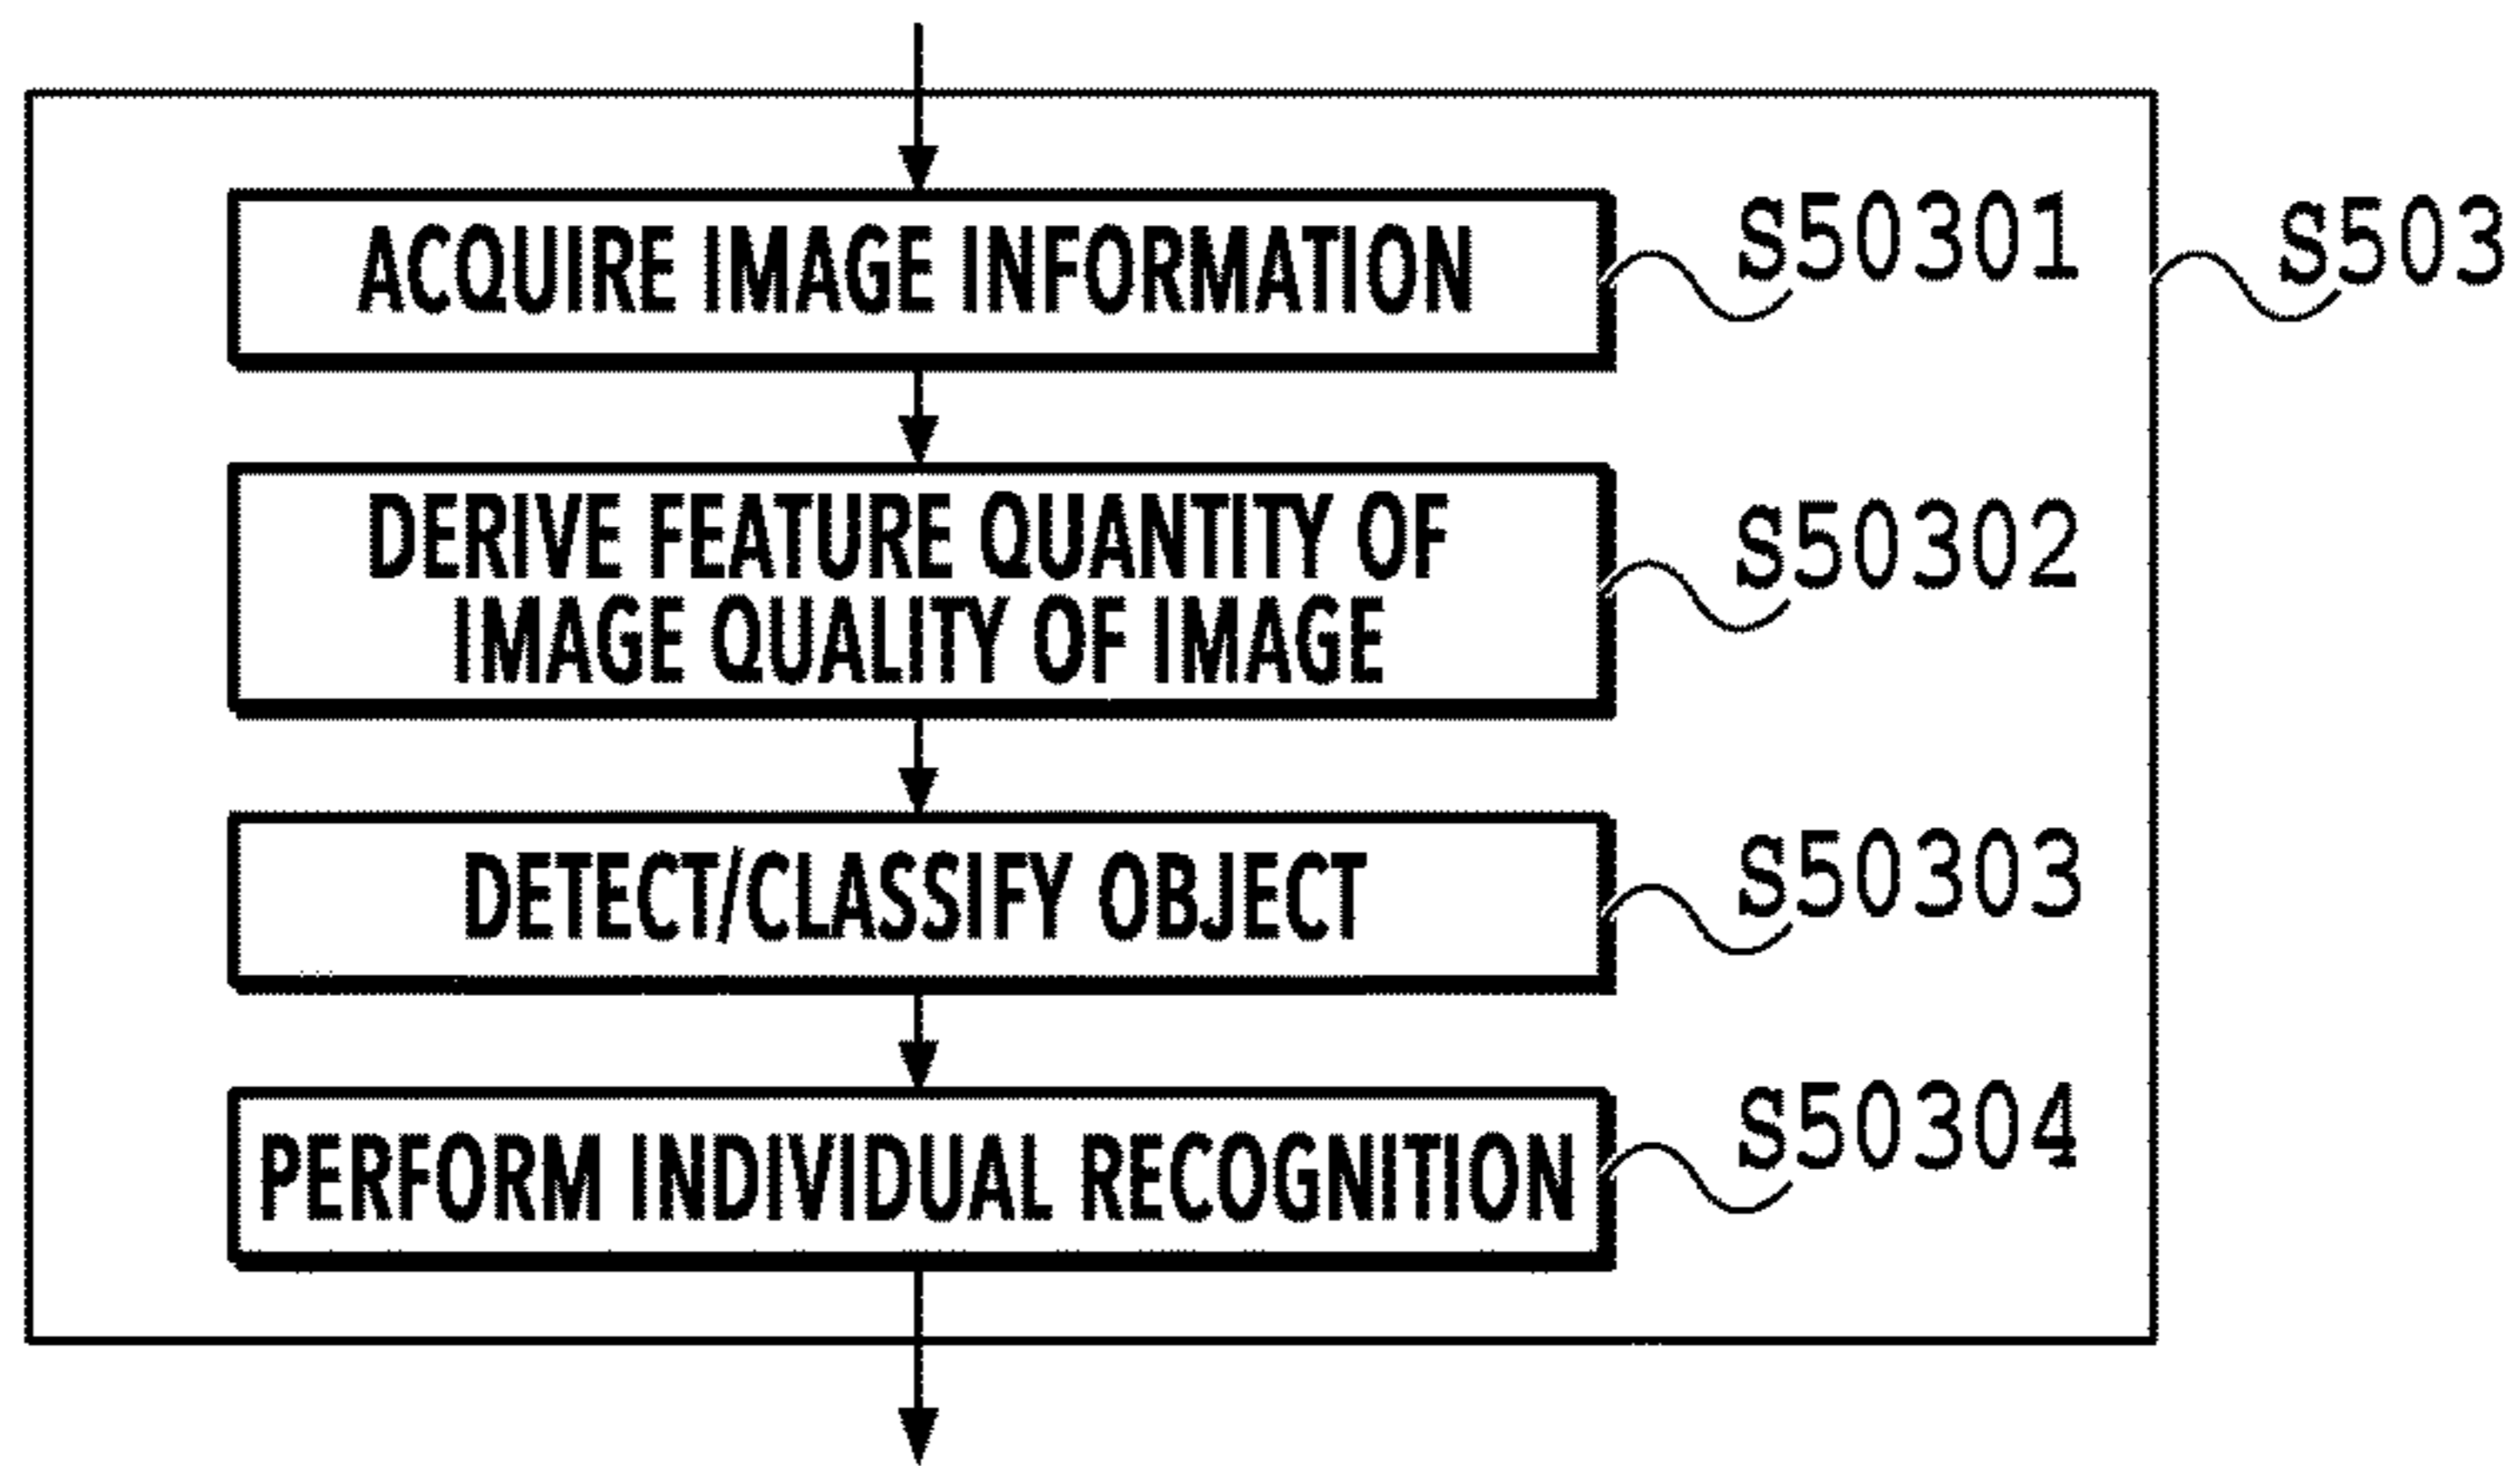 ACQUIRE IMAGE INFORMATION
S50301
S503
DERIVE FEATURE QUANTITY OF
IMAGE QUALITY OF IMAGE
S50302
DETECT/CLASSIFY OBJECT
S50303
PERFORM INDIVIDUAL RECOGNITION
S50304